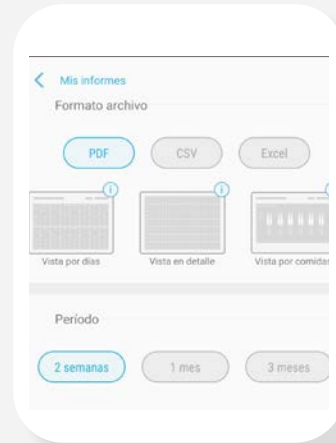 Mis informes
Formato archivo
PDF CSV Excel
Vista por días Vista en detalle Vista por comidas
Período
2 semanas 1 mes 3 meses